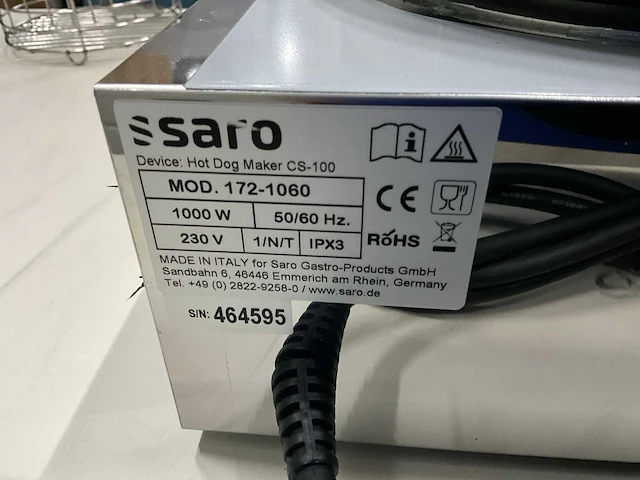 saro
Device: Hot Dog Maker CS-100
MOD. 172-1060
1000 W 50/60 Hz.
230 V 1/N/T IPX3
CE
RoHS
MADE IN ITALY for Saro Gastro-Products GmbH
Sandbahn 6, 46446 Emmerich am Rhein, Germany
Tel. +49 (0) 2822-9258-0 / www.saro.de
S/N: 464595